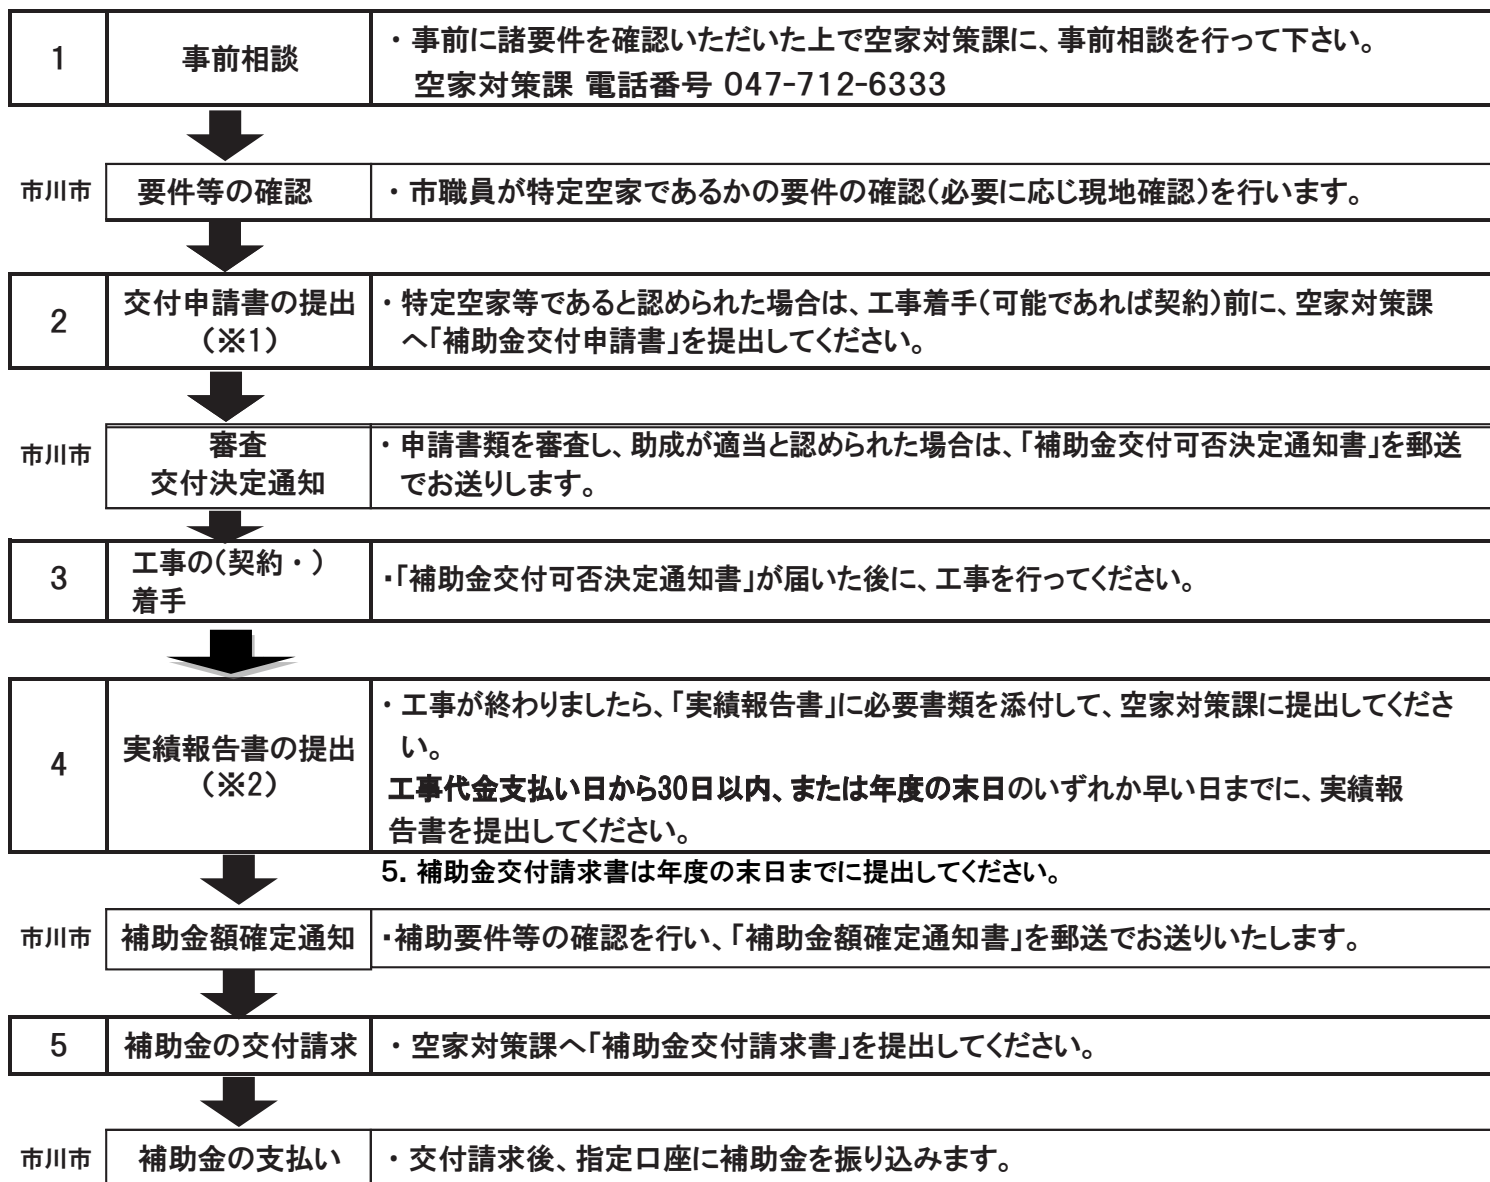 1
事前相談
・事前に諸要件を確認いただいた上で空家対策課に、事前相談を行って下さい。
空家対策課 電話番号 047-712-6333
市川市
要件等の確認
・市職員が特定空家であるかの要件の確認(必要に応じ現地確認)を行います。
2
交付申請書の提出
(※1)
・特定空家等であると認められた場合は、工事着手(可能であれば契約)前に、空家対策課
へ「補助金交付申請書」を提出してください。
市川市
審査
交付決定通知
・申請書類を審査し、助成が適当と認められた場合は、「補助金交付可否決定通知書」を郵送
でお送りします。
3
工事の(契約・)
着手
・「補助金交付可否決定通知書」が届いた後に、工事を行ってください。
4
実績報告書の提出
(※2)
・工事が終わりましたら、「実績報告書」に必要書類を添付して、空家対策課に提出してくださ
い。
工事代金支払い日から30日以内、または年度の末日のいずれか早い日までに、実績報
告書を提出してください。
5. 補助金交付請求書は年度の末日までに提出してください。
市川市
補助金額確定通知
・補助要件等の確認を行い、「補助金額確定通知書」を郵送でお送りいたします。
5
補助金の交付請求
・空家対策課へ「補助金交付請求書」を提出してください。
市川市
補助金の支払い
・交付請求後、指定口座に補助金を振り込みます。